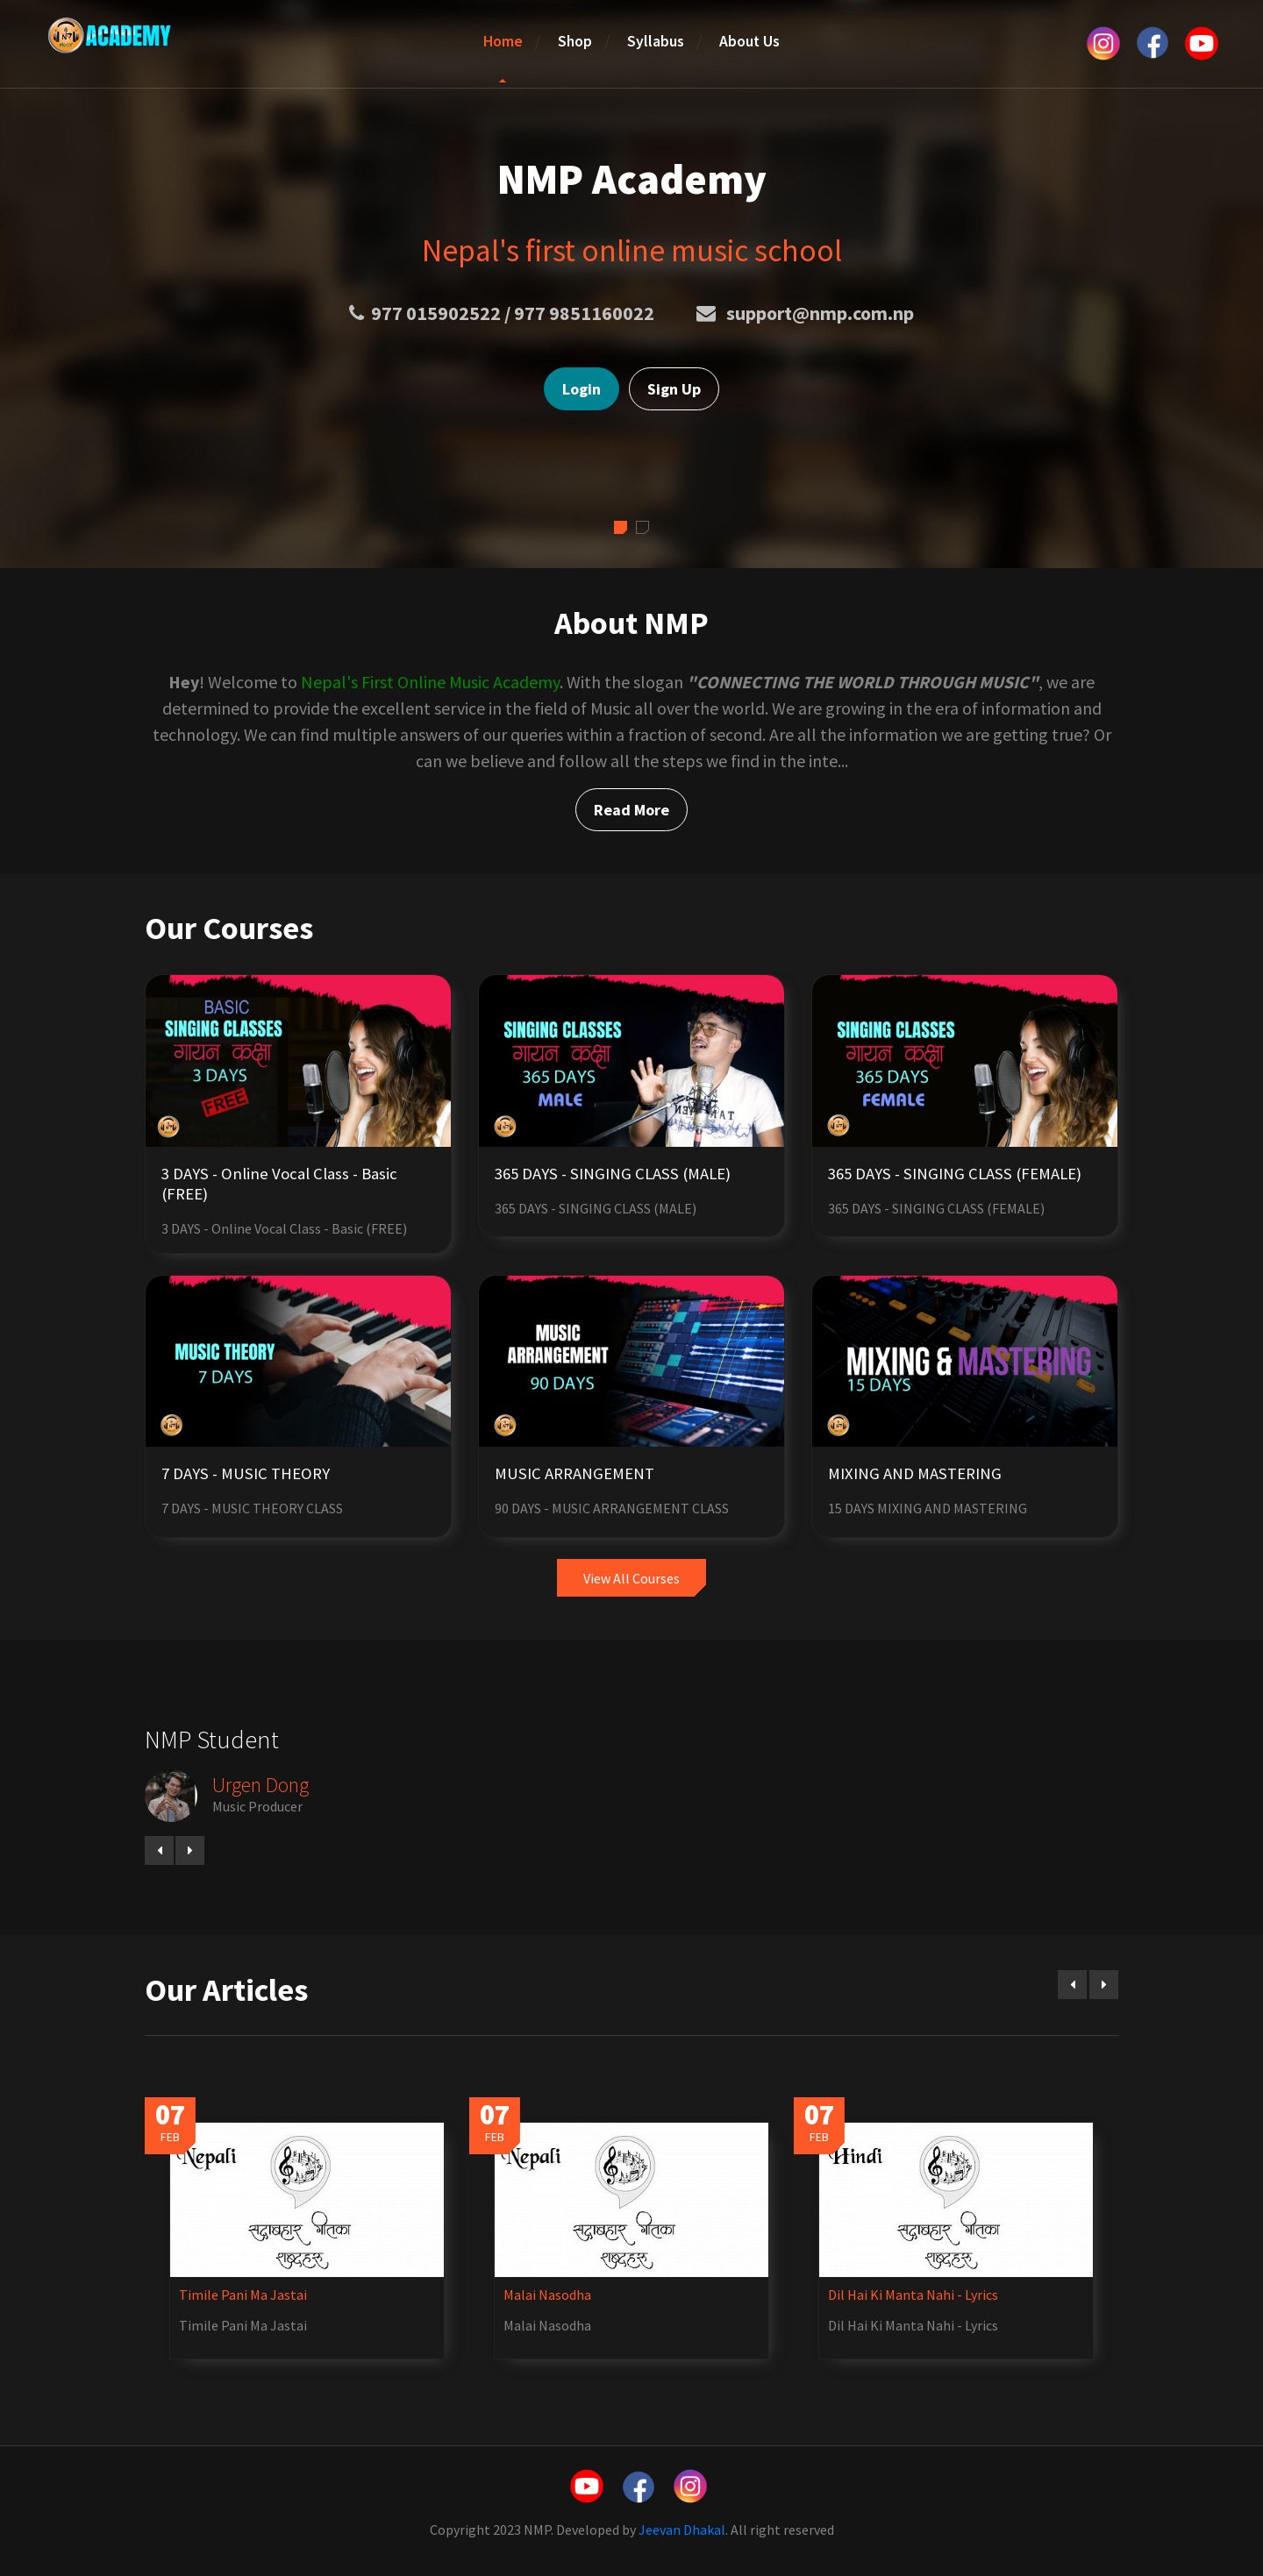 ACADEMY
Home / Shop / Syllabus / About Us
NMP Academy
Nepal's first online music school
977 015902522 / 977 9851160022 support@nmp.com.np
Login Sign Up
About NMP
Hey! Welcome to Nepal's First Online Music Academy. With the slogan "CONNECTING THE WORLD THROUGH MUSIC", we are
determined to provide the excellent service in the field of Music all over the world. We are growing in the era of information and
technology. We can find multiple answers of our queries within a fraction of second. Are all the information we are getting true? Or
can we believe and follow all the steps we find in the inte...
Read More
Our Courses
BASIC
SINGING CLASSES
गायन कक्षा
3 DAYS
FREE
3 DAYS - Online Vocal Class - Basic
(FREE)
3 DAYS - Online Vocal Class - Basic (FREE)
SINGING CLASSES
गायन कक्षा
365 DAYS
MALE
365 DAYS - SINGING CLASS (MALE)
365 DAYS - SINGING CLASS (MALE)
SINGING CLASSES
गायन कक्षा
365 DAYS
FEMALE
365 DAYS - SINGING CLASS (FEMALE)
365 DAYS - SINGING CLASS (FEMALE)
MUSIC THEORY
7 DAYS
7 DAYS - MUSIC THEORY
7 DAYS - MUSIC THEORY CLASS
MUSIC
ARRANGEMENT
90 DAYS
MUSIC ARRANGEMENT
90 DAYS - MUSIC ARRANGEMENT CLASS
MIXING & MASTERING
15 DAYS
MIXING AND MASTERING
15 DAYS MIXING AND MASTERING
View All Courses
NMP Student
Urgen Dong
Music Producer
Our Articles
07
FEB
Nepali
सदाबहार गीतका
शब्दहरू
Timile Pani Ma Jastai
Timile Pani Ma Jastai
07
FEB
Nepali
सदाबहार गीतका
शब्दहरू
Malai Nasodha
Malai Nasodha
07
FEB
Hindi
सदाबहार गीतका
शब्दहरू
Dil Hai Ki Manta Nahi - Lyrics
Dil Hai Ki Manta Nahi - Lyrics
Copyright 2023 NMP. Developed by Jeevan Dhakal. All right reserved